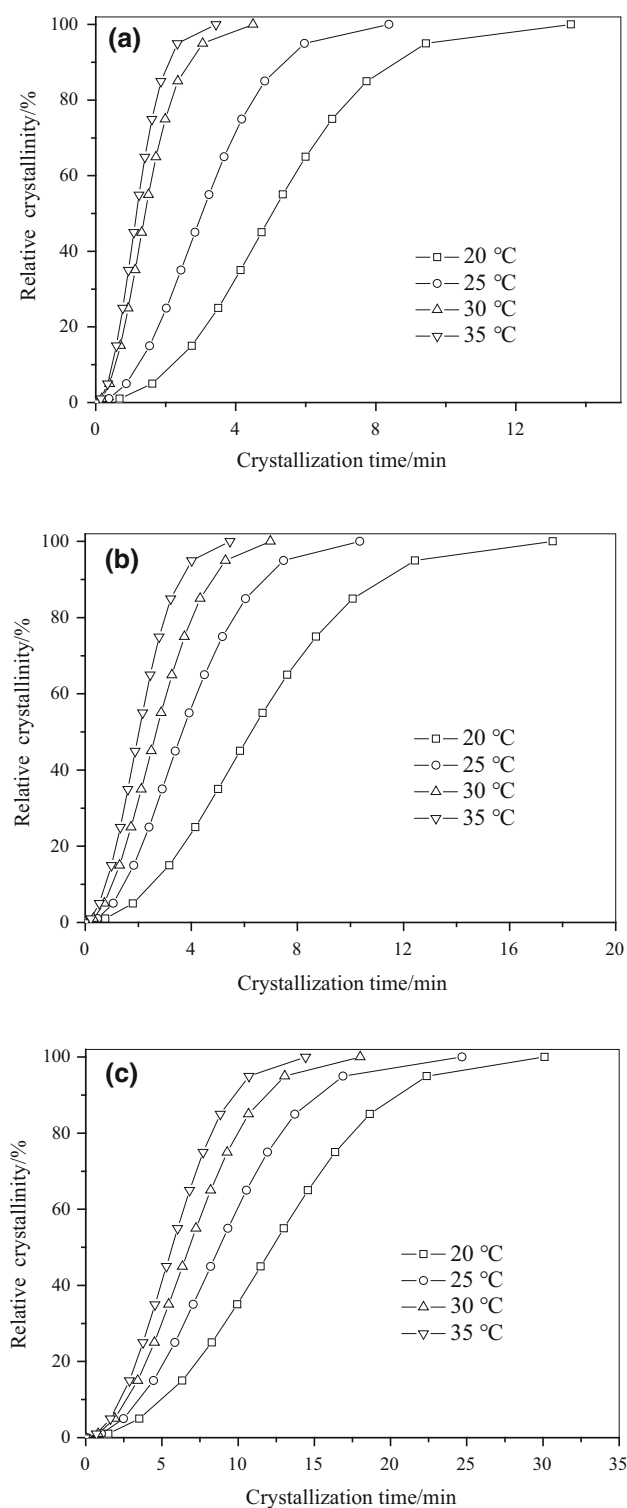 (a)
100
80
60
40
20
0
Relative crystallinity/%
20 °C
25 °C
30 °C
35 °C
0 4 8 12
Crystallization time/min
(b)
100
80
60
40
20
0
Relative crystallinity/%
20 °C
25 °C
30 °C
35 °C
0 4 8 12 16 20
Crystallization time/min
(c)
100
80
60
40
20
0
Relative crystallinity/%
20 °C
25 °C
30 °C
35 °C
0 5 10 15 20 25 30 35
Crystallization time/min